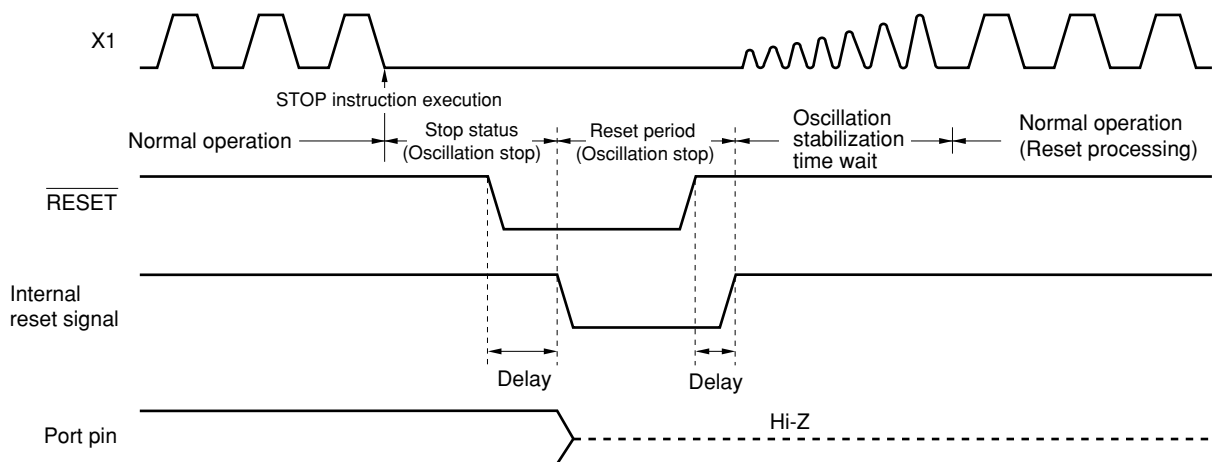 X1
STOP instruction execution
Normal operation
Stop status
(Oscillation stop)
Reset period
(Oscillation stop)
Oscillation
stabilization
time wait
Normal operation
(Reset processing)
RESET
Internal
reset signal
Delay
Delay
Port pin
Hi-Z